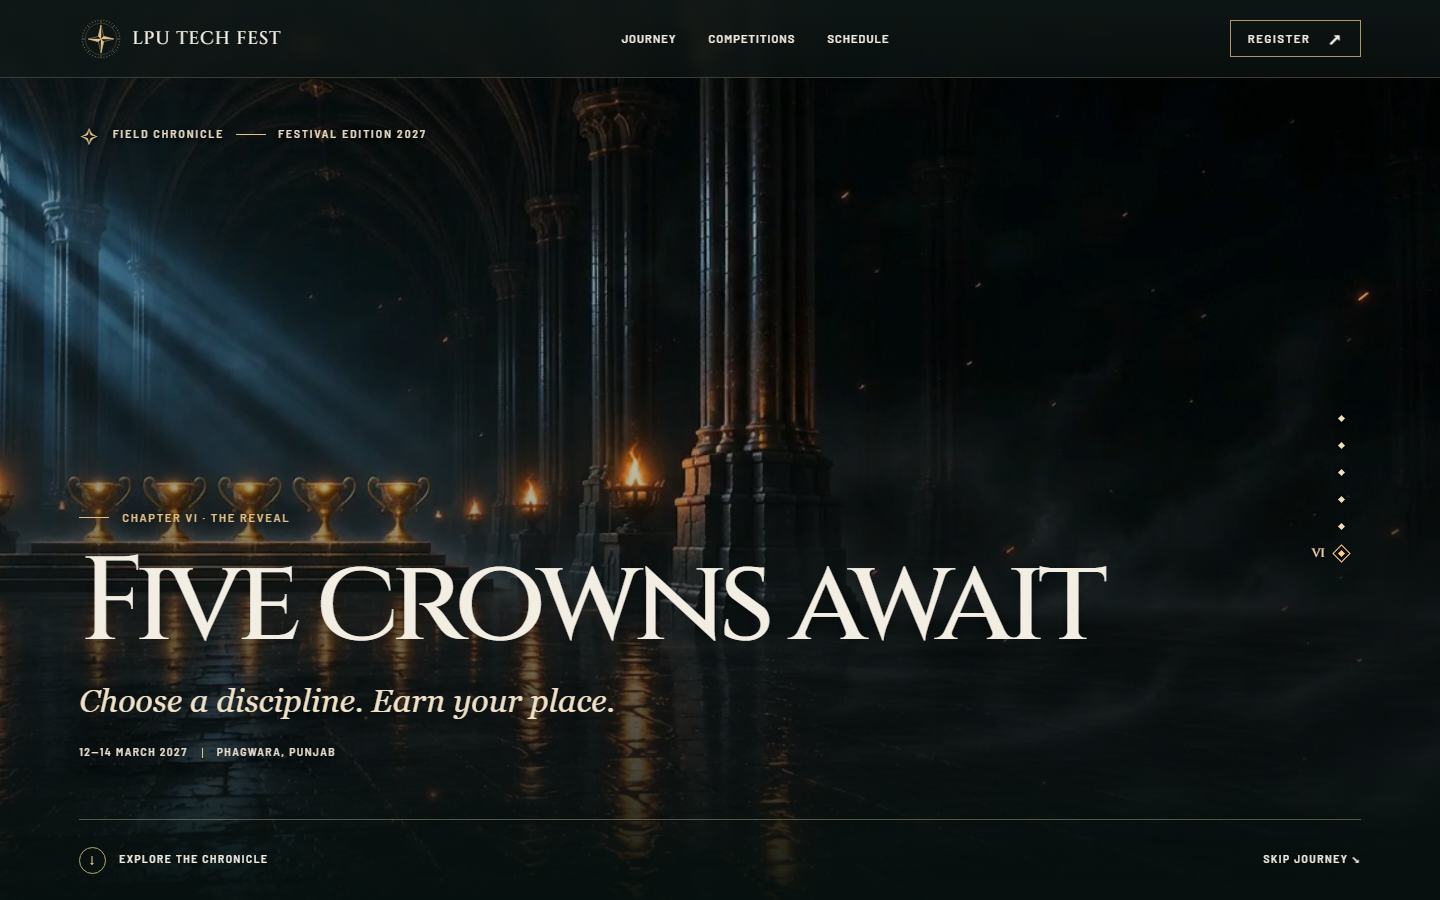 LPU TECH FEST
JOURNEY COMPETITIONS SCHEDULE
REGISTER ↗
FIELD CHRONICLE — FESTIVAL EDITION 2027
CHAPTER VI · THE REVEAL
VI
FIVE CROWNS AWAIT
Choose a discipline. Earn your place.
12–14 MARCH 2027 | PHAGWARA, PUNJAB
↓ EXPLORE THE CHRONICLE
SKIP JOURNEY ↘